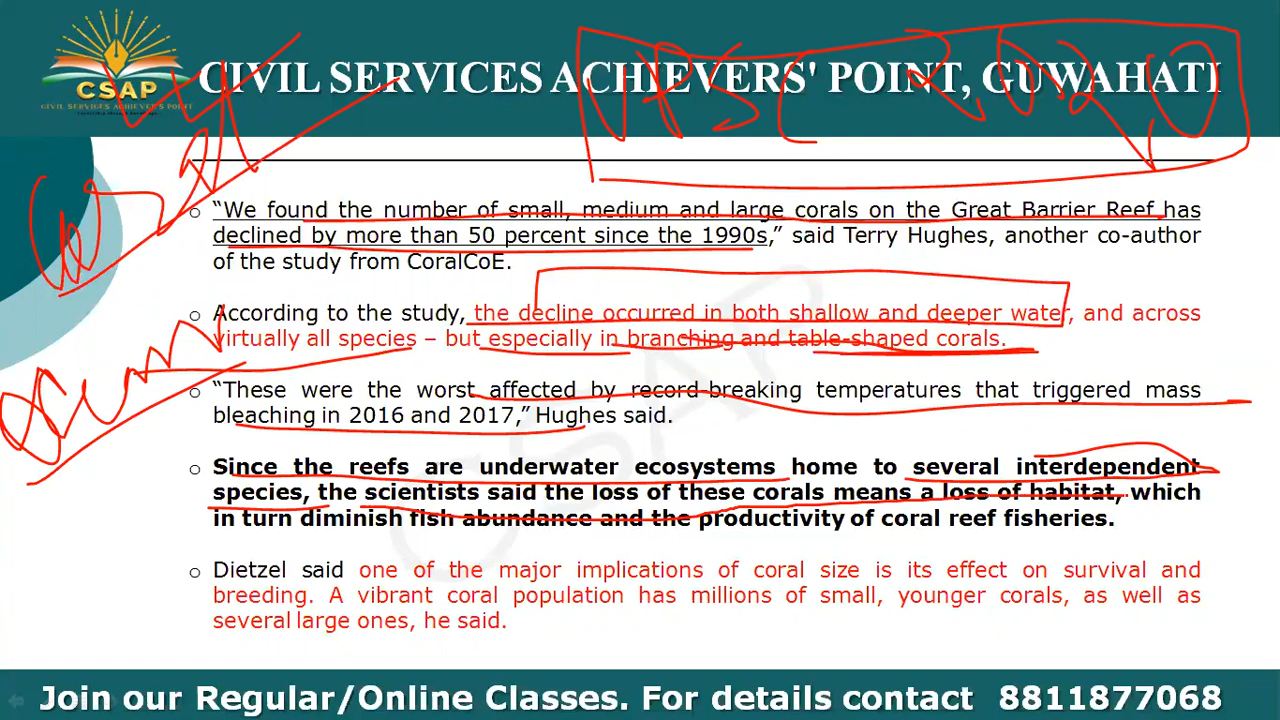 CSAP
CIVIL SERVICES ACHIEVER'S POINT
CIVIL SERVICES ACHIEVERS' POINT, GUWAHATI
UPSC 2020
o "We found the number of small, medium and large corals on the Great Barrier Reef has
declined by more than 50 percent since the 1990s," said Terry Hughes, another co-author
of the study from CoralCoE.
o According to the study, the decline occurred in both shallow and deeper water, and across
virtually all species – but especially in branching and table-shaped corals.
o "These were the worst affected by record-breaking temperatures that triggered mass
bleaching in 2016 and 2017," Hughes said.
o Since the reefs are underwater ecosystems home to several interdependent
species, the scientists said the loss of these corals means a loss of habitat, which
in turn diminish fish abundance and the productivity of coral reef fisheries.
o Dietzel said one of the major implications of coral size is its effect on survival and
breeding. A vibrant coral population has millions of small, younger corals, as well as
several large ones, he said.
CSAP
Join our Regular/Online Classes. For details contact 8811877068